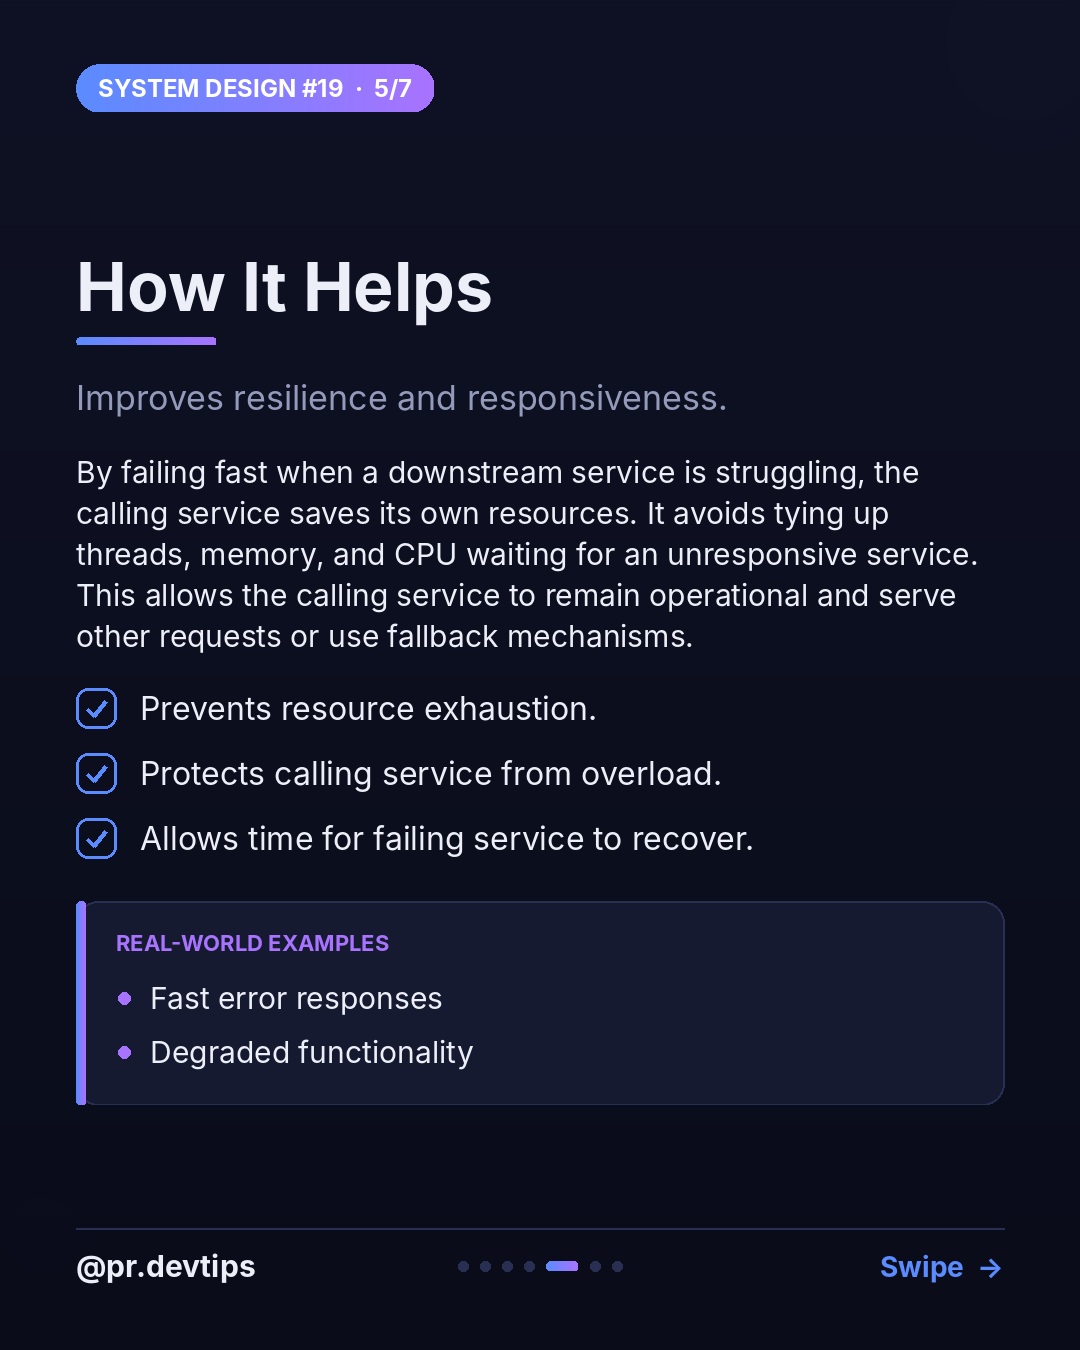 SYSTEM DESIGN #19 · 5/7
How It Helps
Improves resilience and responsiveness.
By failing fast when a downstream service is struggling, the
calling service saves its own resources. It avoids tying up
threads, memory, and CPU waiting for an unresponsive service.
This allows the calling service to remain operational and serve
other requests or use fallback mechanisms.
Prevents resource exhaustion.
Protects calling service from overload.
Allows time for failing service to recover.
REAL-WORLD EXAMPLES
Fast error responses
Degraded functionality
@pr.devtips
Swipe →